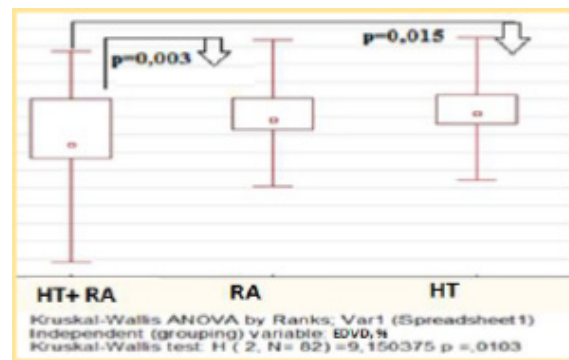 p=0,003
p=0,015
HT+ RA
RA
HT
Kruskal-Wallis ANOVA by Ranks; Var1 (Spreadsheet1)
Independent (grouping) variable: EDVD,%
Kruskal-Wallis test: H ( 2, N= 82) =9,150375 p =,0103